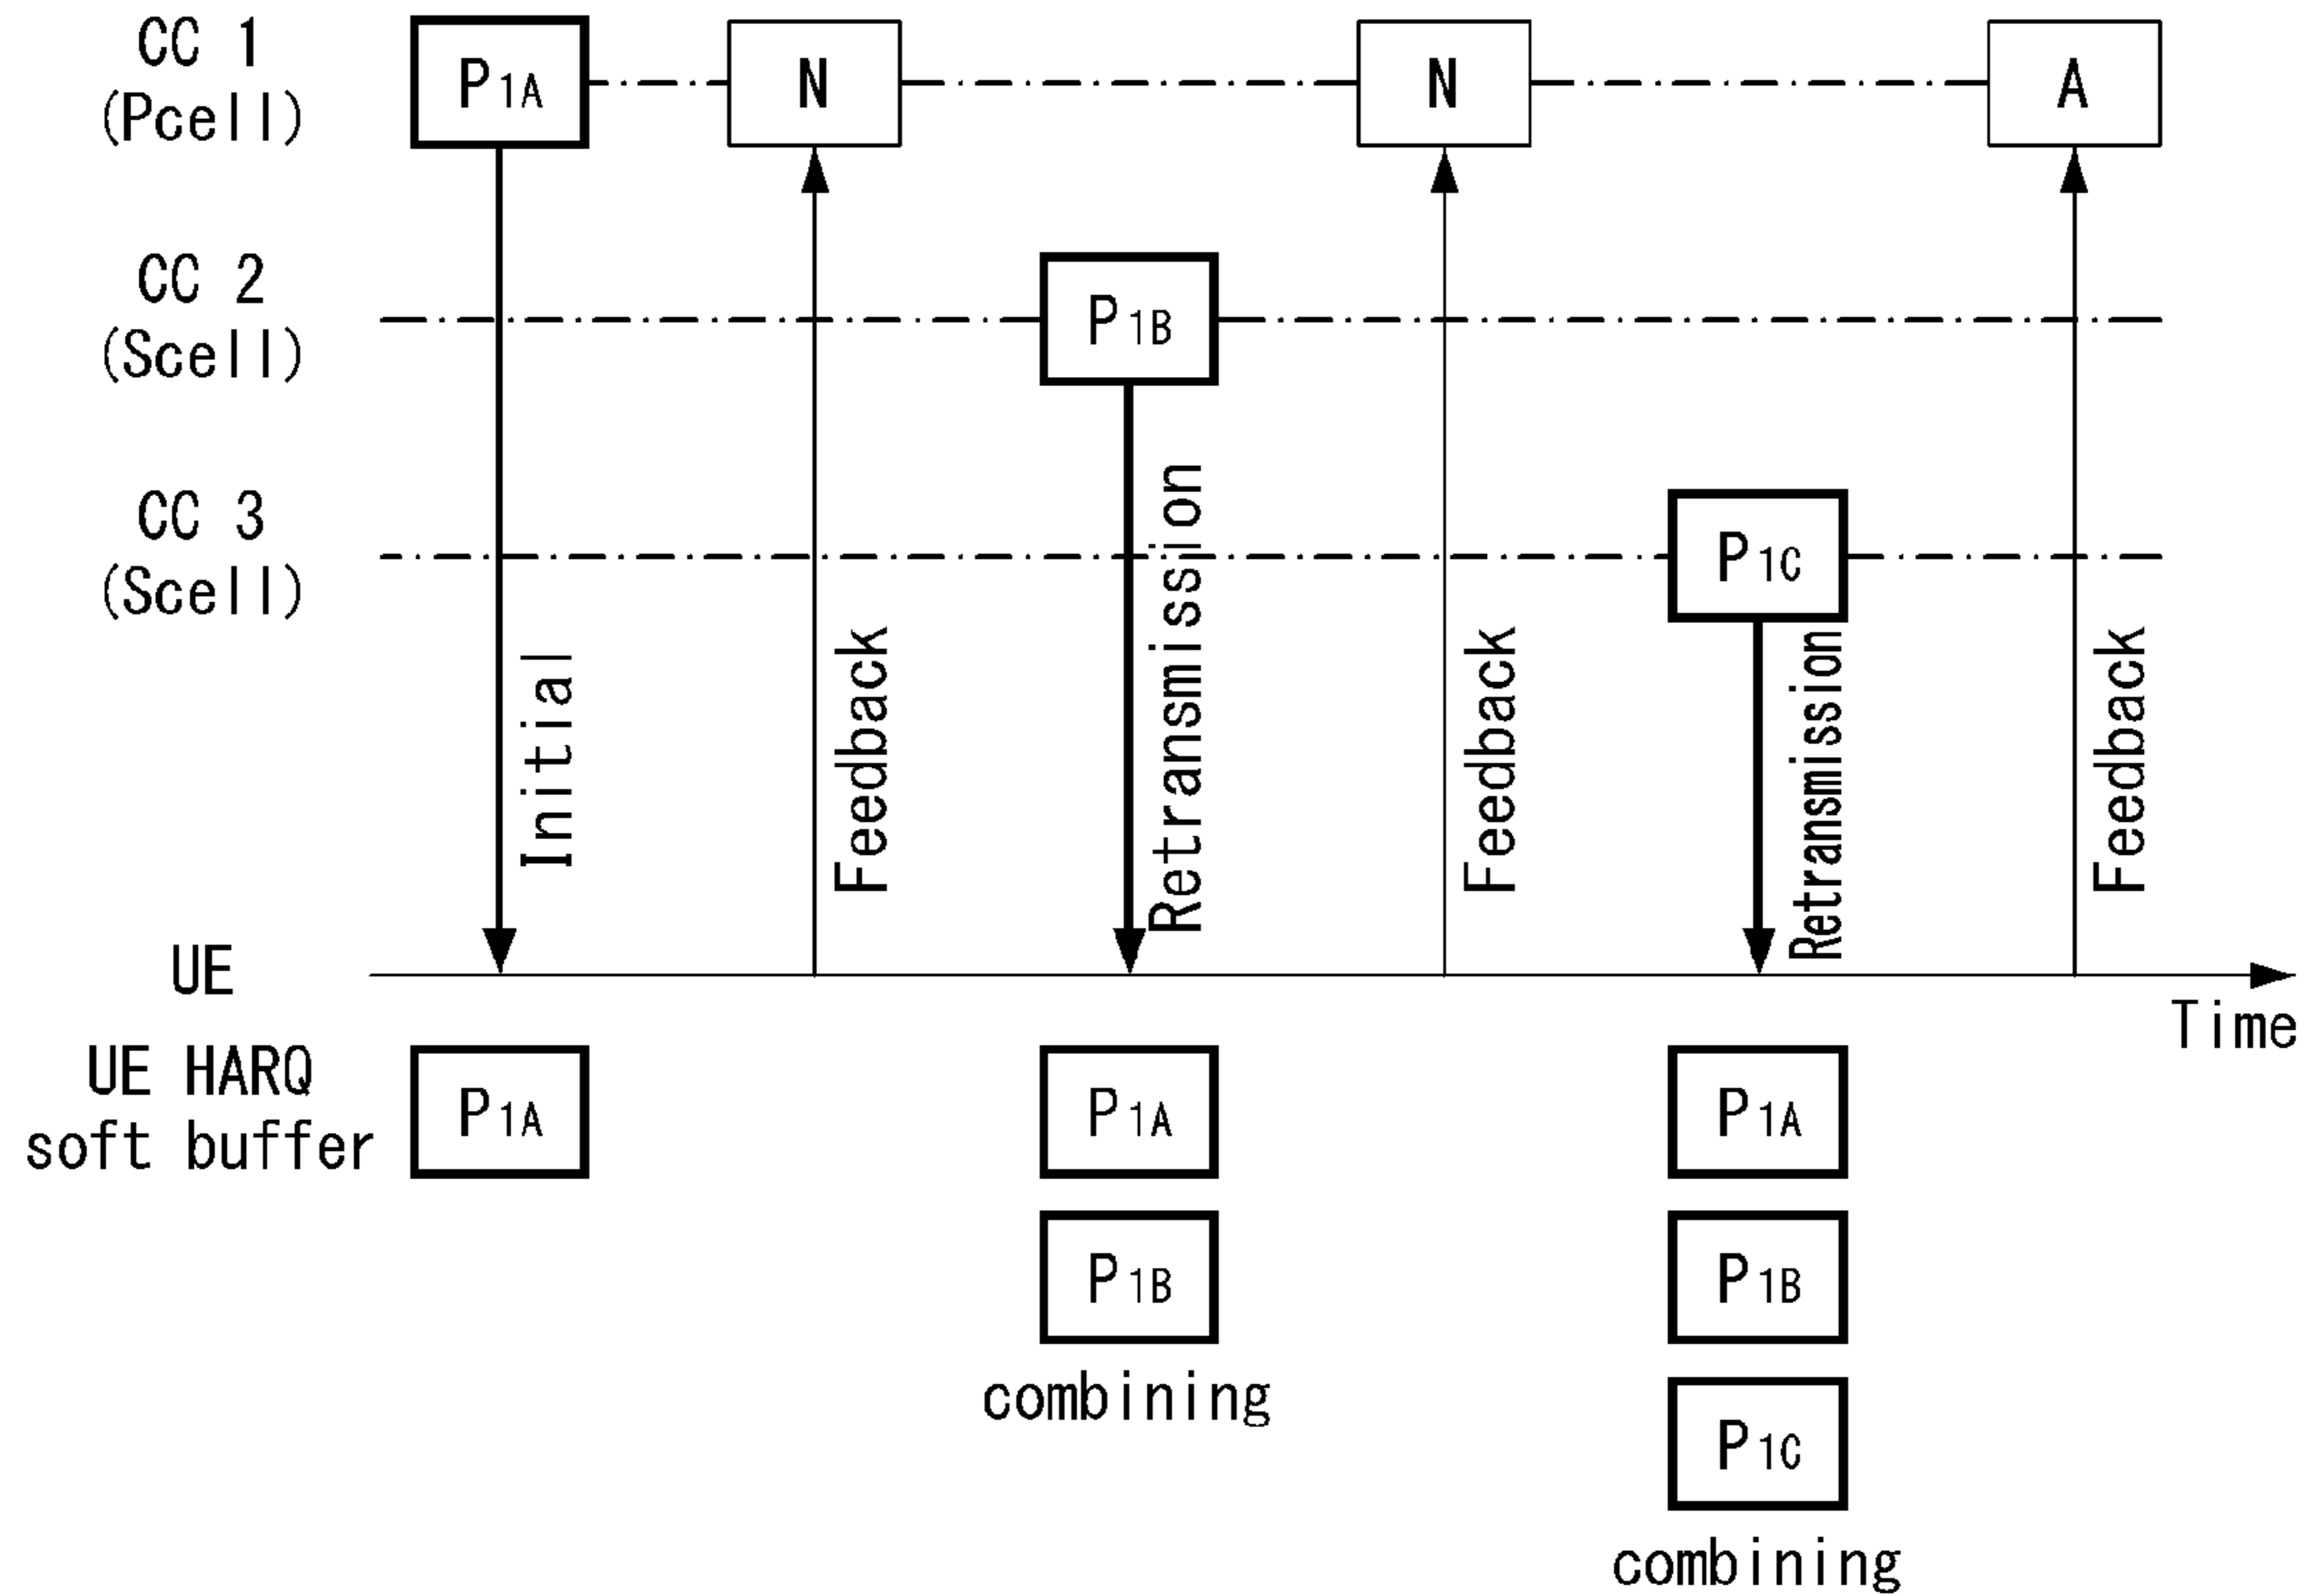 CC 1
(Pcell)
P1A
N
N
A
CC 2
(Scell)
P1B
CC 3
(Scell)
P1C
Initial
Feedback
Retransmission
Feedback
Retransmission
Feedback
UE
Time
UE HARQ
soft buffer
P1A
P1A
P1A
P1B
P1B
combining
P1C
combining